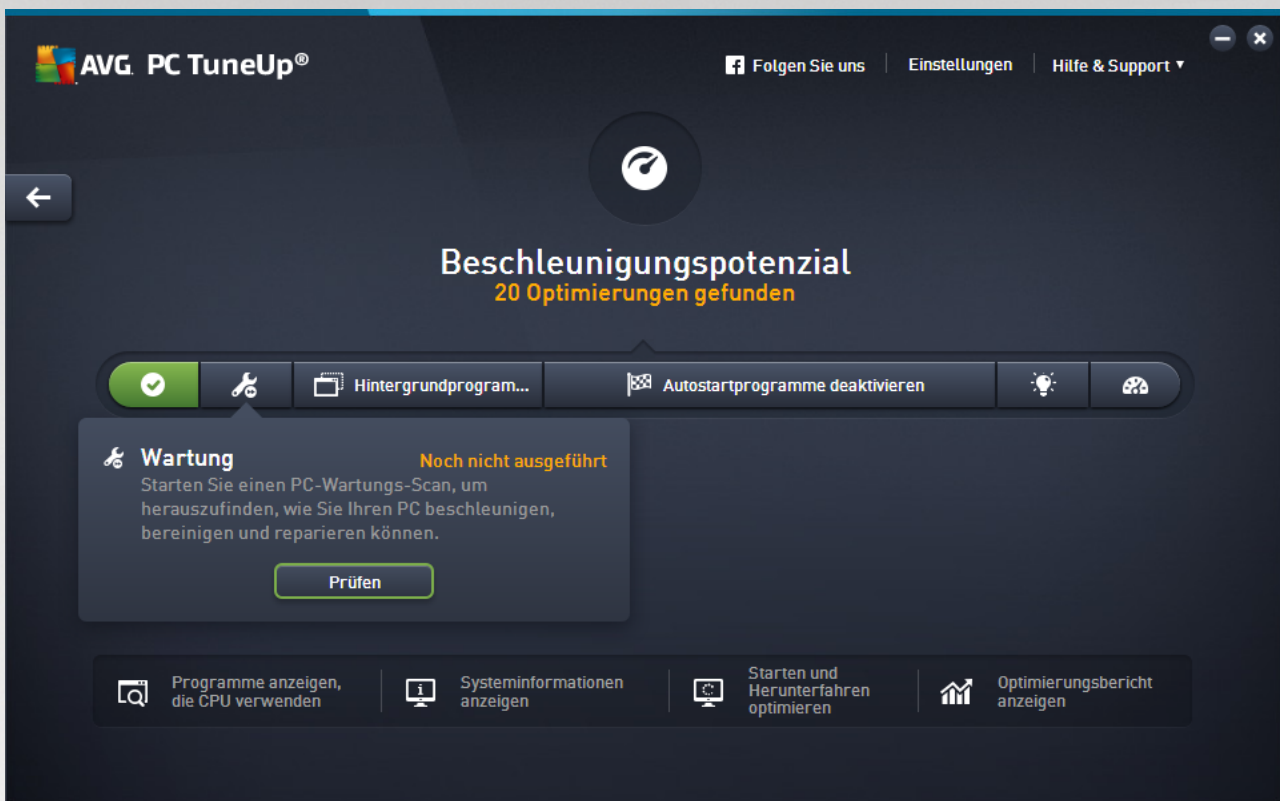 AVG PC TuneUp®
Folgen Sie uns
Einstellungen
Hilfe & Support
Beschleunigungspotenzial
20 Optimierungen gefunden
Hintergrundprogram...
Autostartprogramme deaktivieren
Wartung
Noch nicht ausgeführt
Starten Sie einen PC-Wartungs-Scan, um
herauszufinden, wie Sie Ihren PC beschleunigen,
bereinigen und reparieren können.
Prüfen
Programme anzeigen,
die CPU verwenden
Systeminformationen
anzeigen
Starten und
Herunterfahren
optimieren
Optimierungsbericht
anzeigen